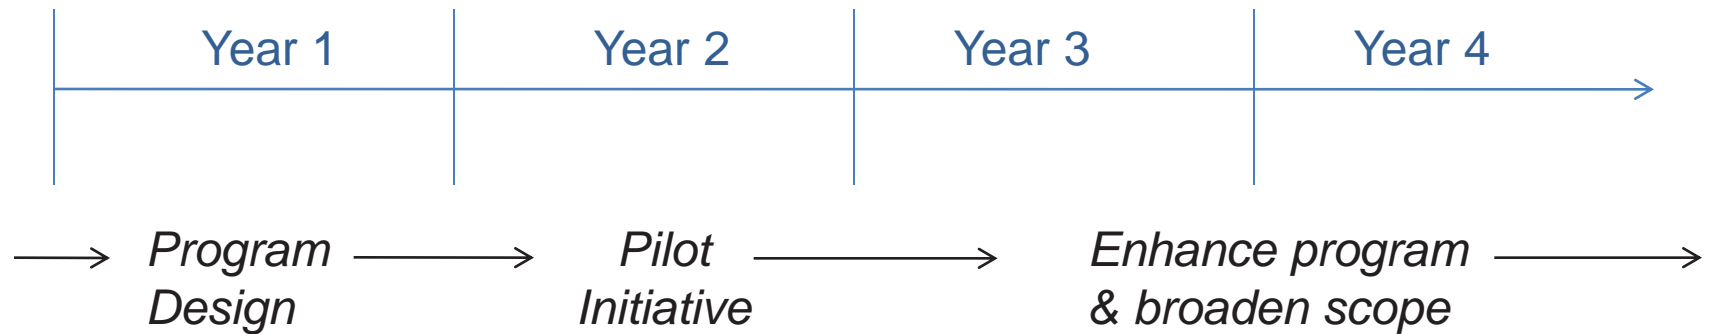 Year 1 Year 2 Year 3 Year 4
Program Pilot Enhance program
Design Initiative & broaden scope